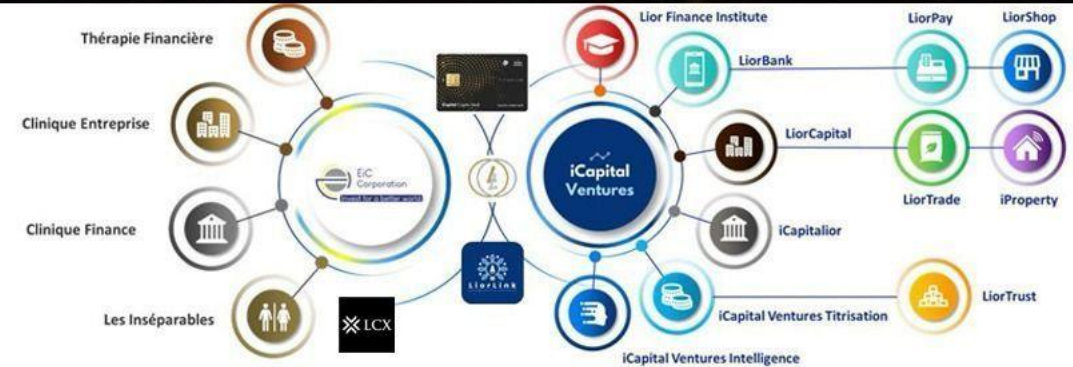 Thérapie Financière
Clinique Entreprise
Clinique Finance
Les Inséparables
EiC
Corporation
Invest for a better world
LCX
LiorLink
iCapital
Ventures
Lior Finance Institute
LiorBank
LiorPay
LiorShop
LiorCapital
LiorTrade
iProperty
iCapitalior
iCapital Ventures Titrisation
LiorTrust
iCapital Ventures Intelligence